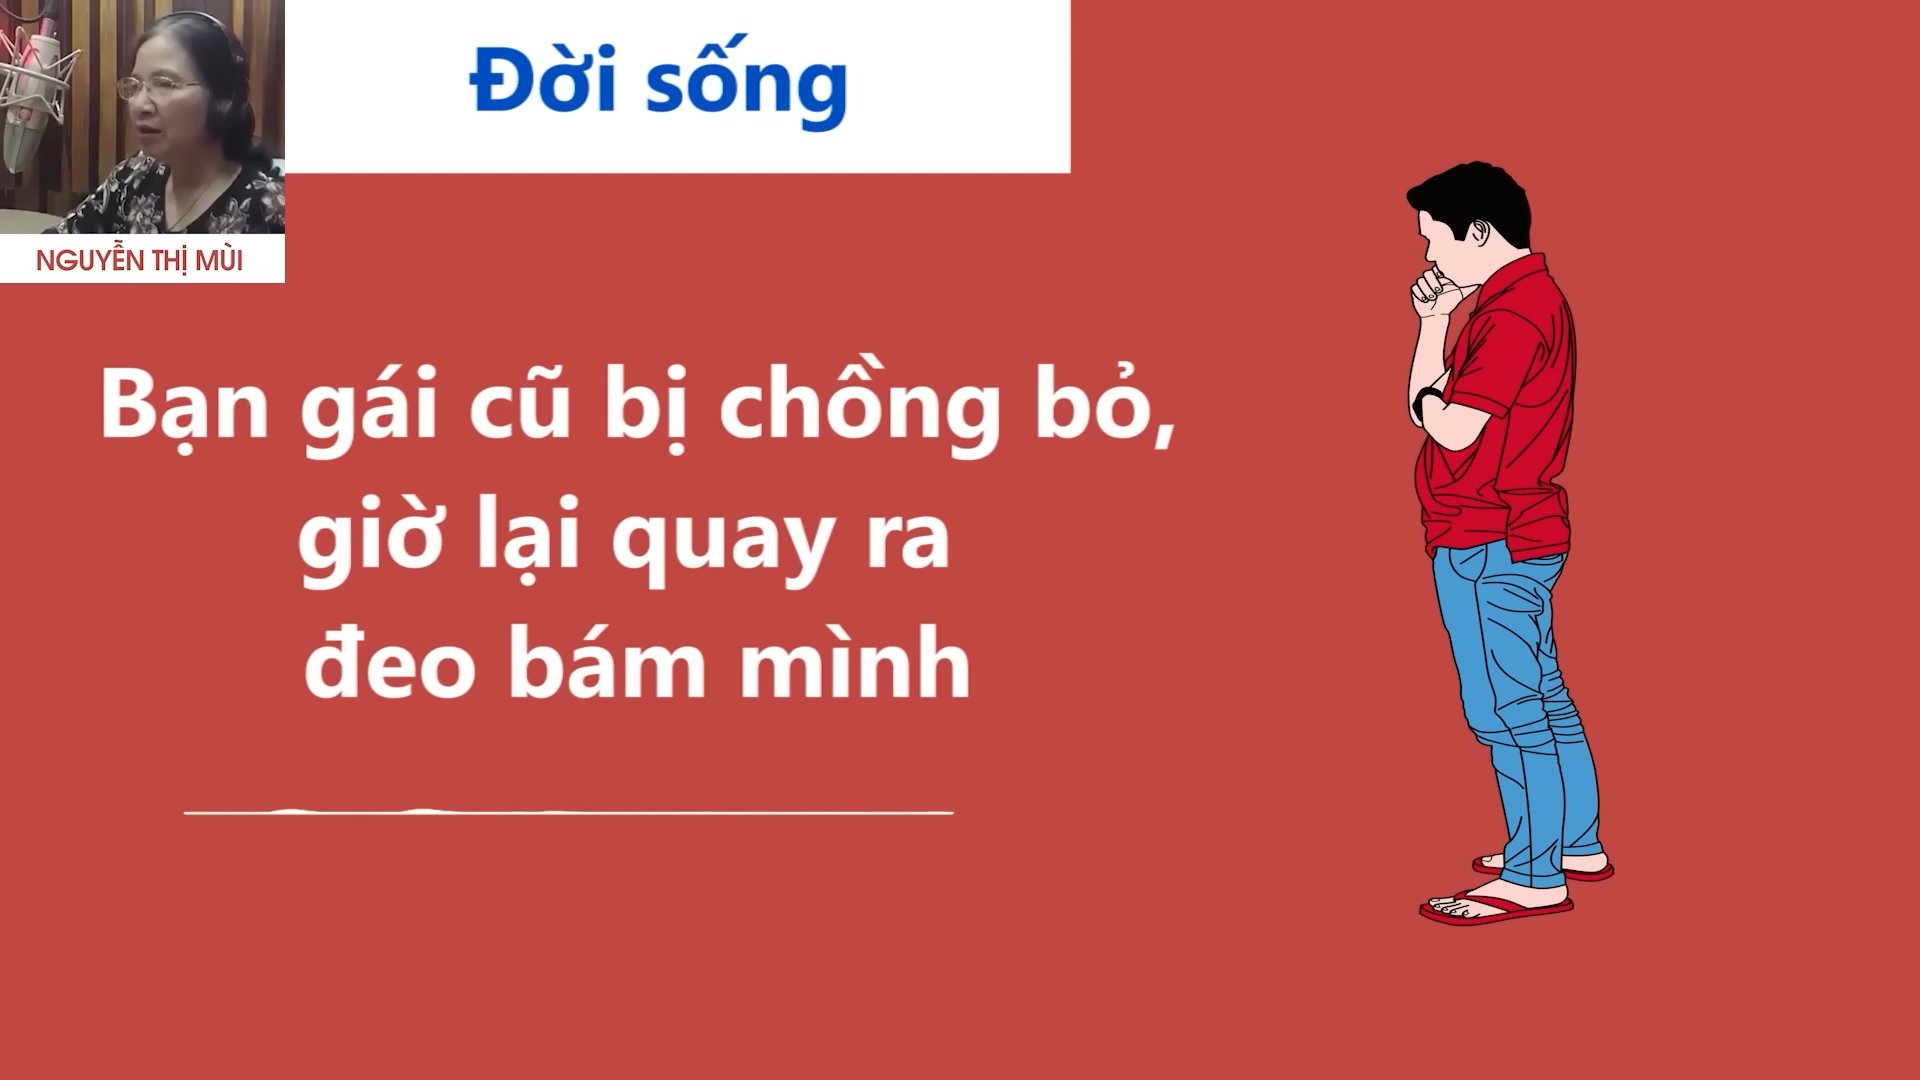 Đời sống
NGUYỄN THỊ MÙI
Bạn gái cũ bị chồng bỏ,
giờ lại quay ra
đeo bám mình